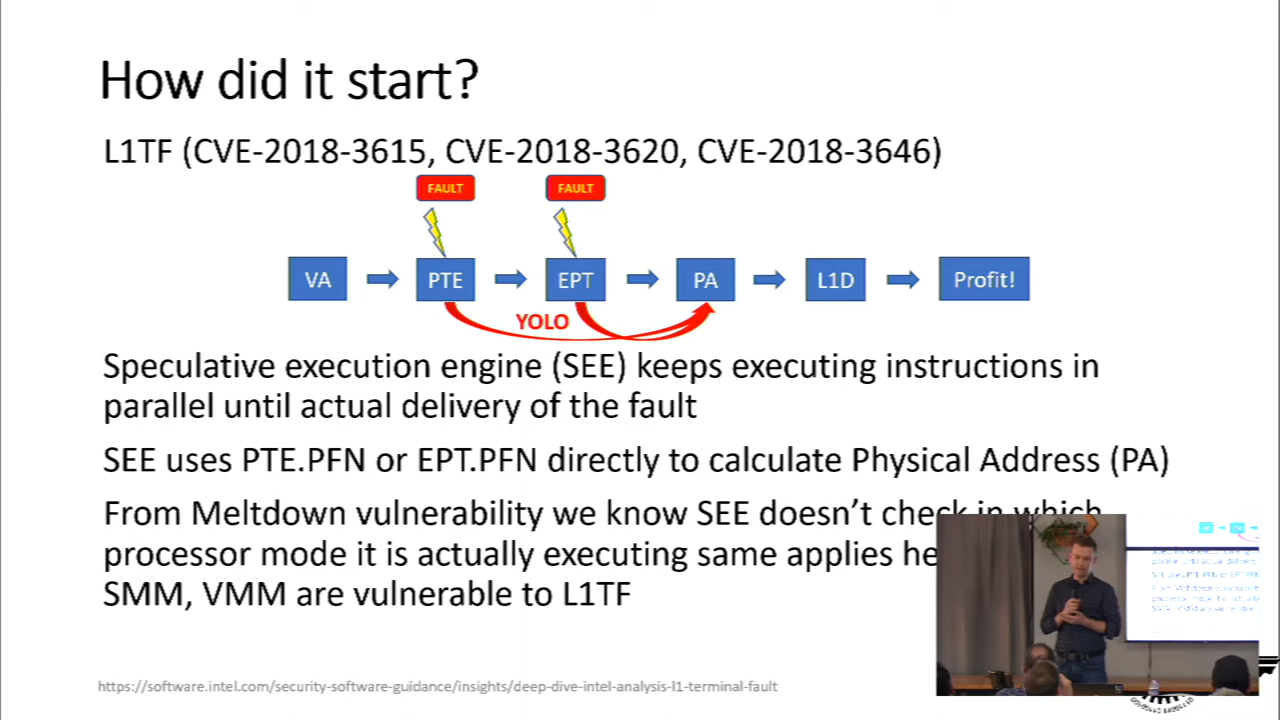 How did it start?
L1TF (CVE-2018-3615, CVE-2018-3620, CVE-2018-3646)
FAULT FAULT
VA PTE EPT PA L1D Profit!
YOLO
Speculative execution engine (SEE) keeps executing instructions in
parallel until actual delivery of the fault
SEE uses PTE.PFN or EPT.PFN directly to calculate Physical Address (PA)
From Meltdown vulnerability we know SEE doesn't check in which
processor mode it is actually executing same applies
SMM, VMM are vulnerable to L1TF
https://software.intel.com/security-software-guidance/insights/deep-dive-intel-analysis-l1-terminal-fault